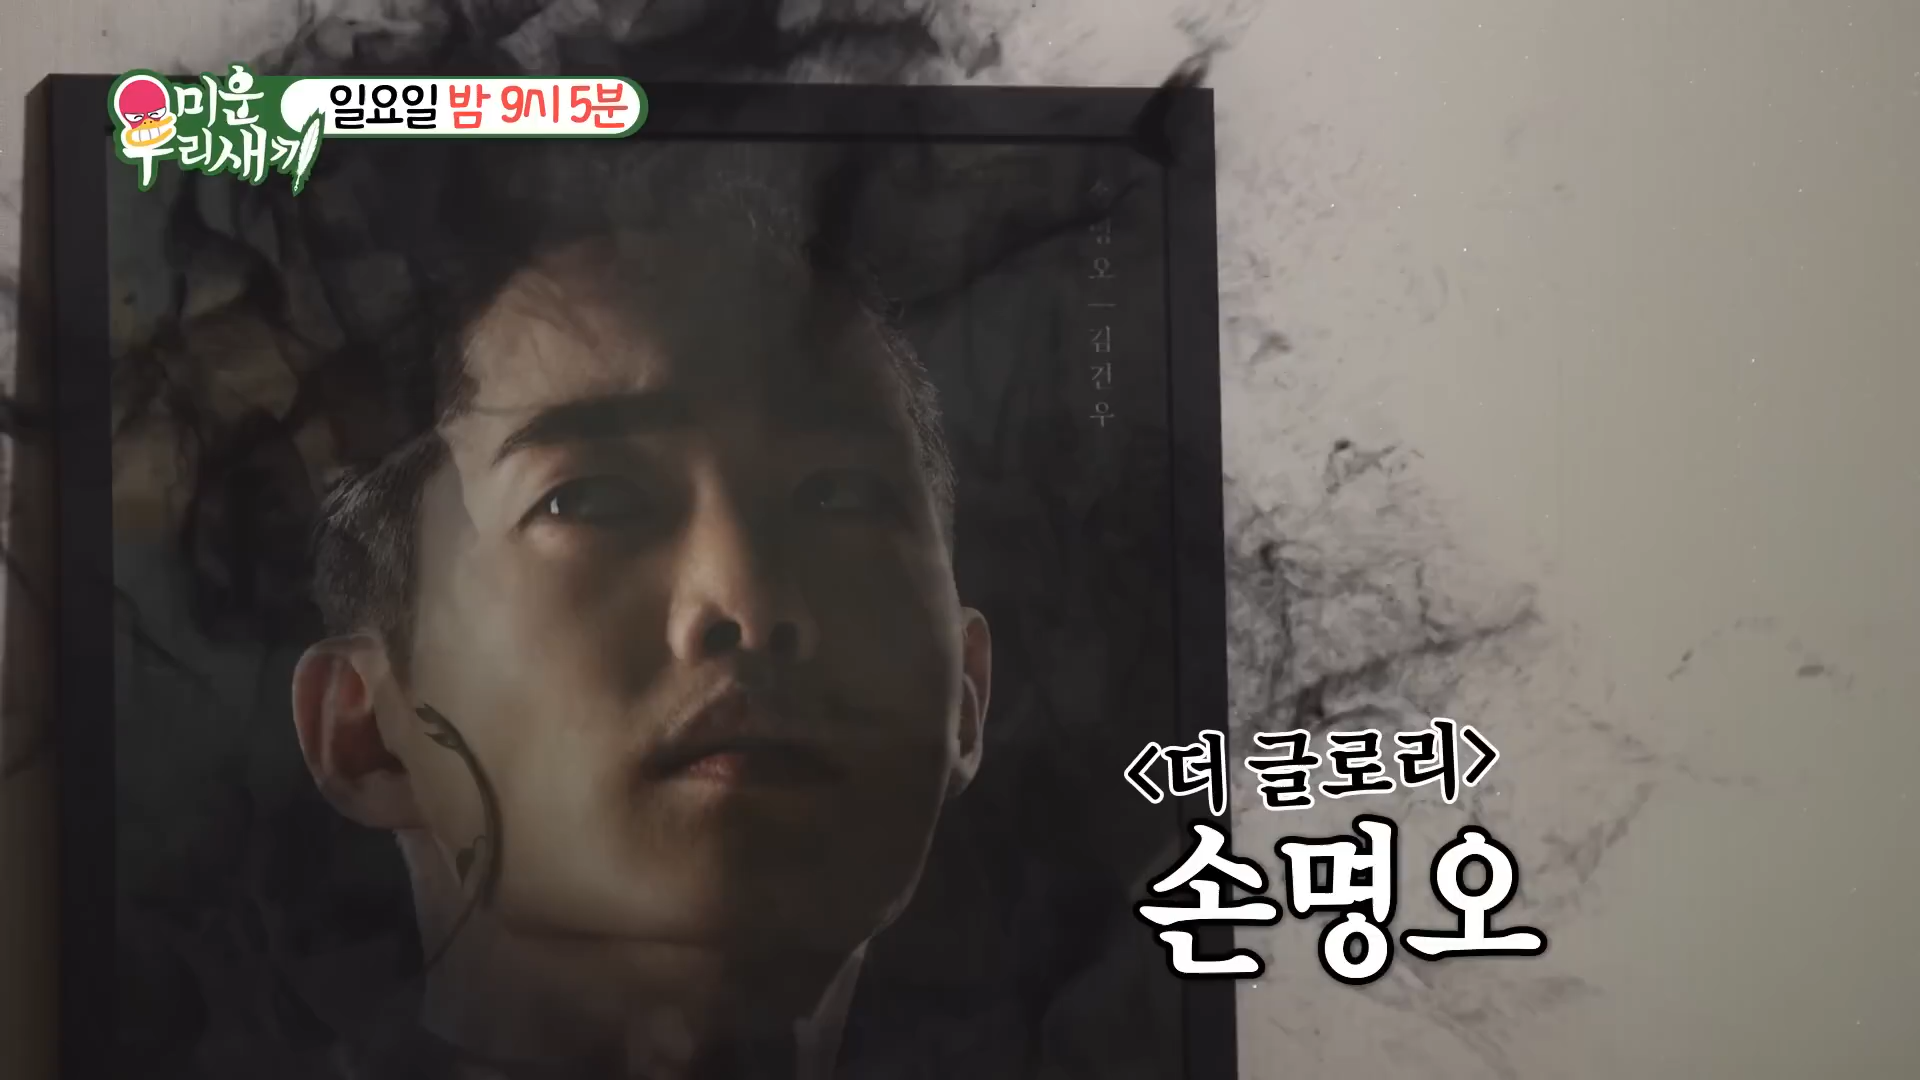 미운
우리새끼
일요일 밤 9시 5분
명오 — 김건우
<더 글로리>
손명오